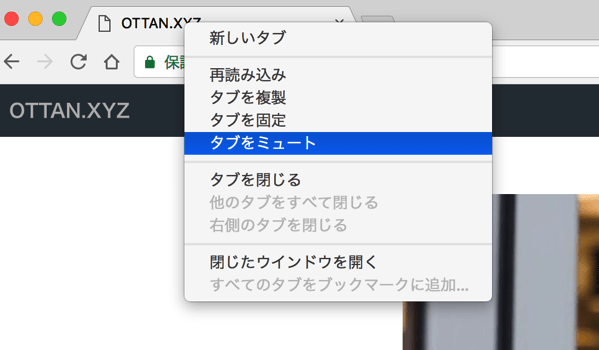 OTTAN.XYZ
新しいタブ
保護
OTTAN.XYZ
再読み込み
タブを複製
タブを固定
タブをミュート
タブを閉じる
他のタブをすべて閉じる
右側のタブを閉じる
閉じたウインドウを開く
すべてのタブをブックマークに追加...